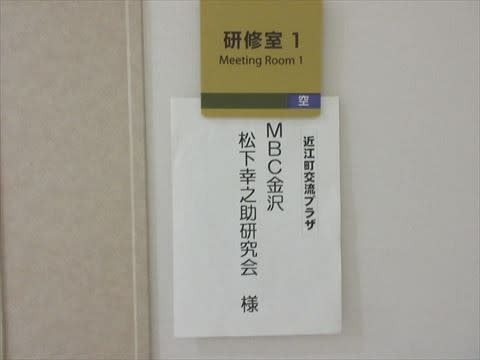 研修室 1
Meeting Room 1
空
近江町交流プラザ
MBC金沢
松下幸之助研究会 様